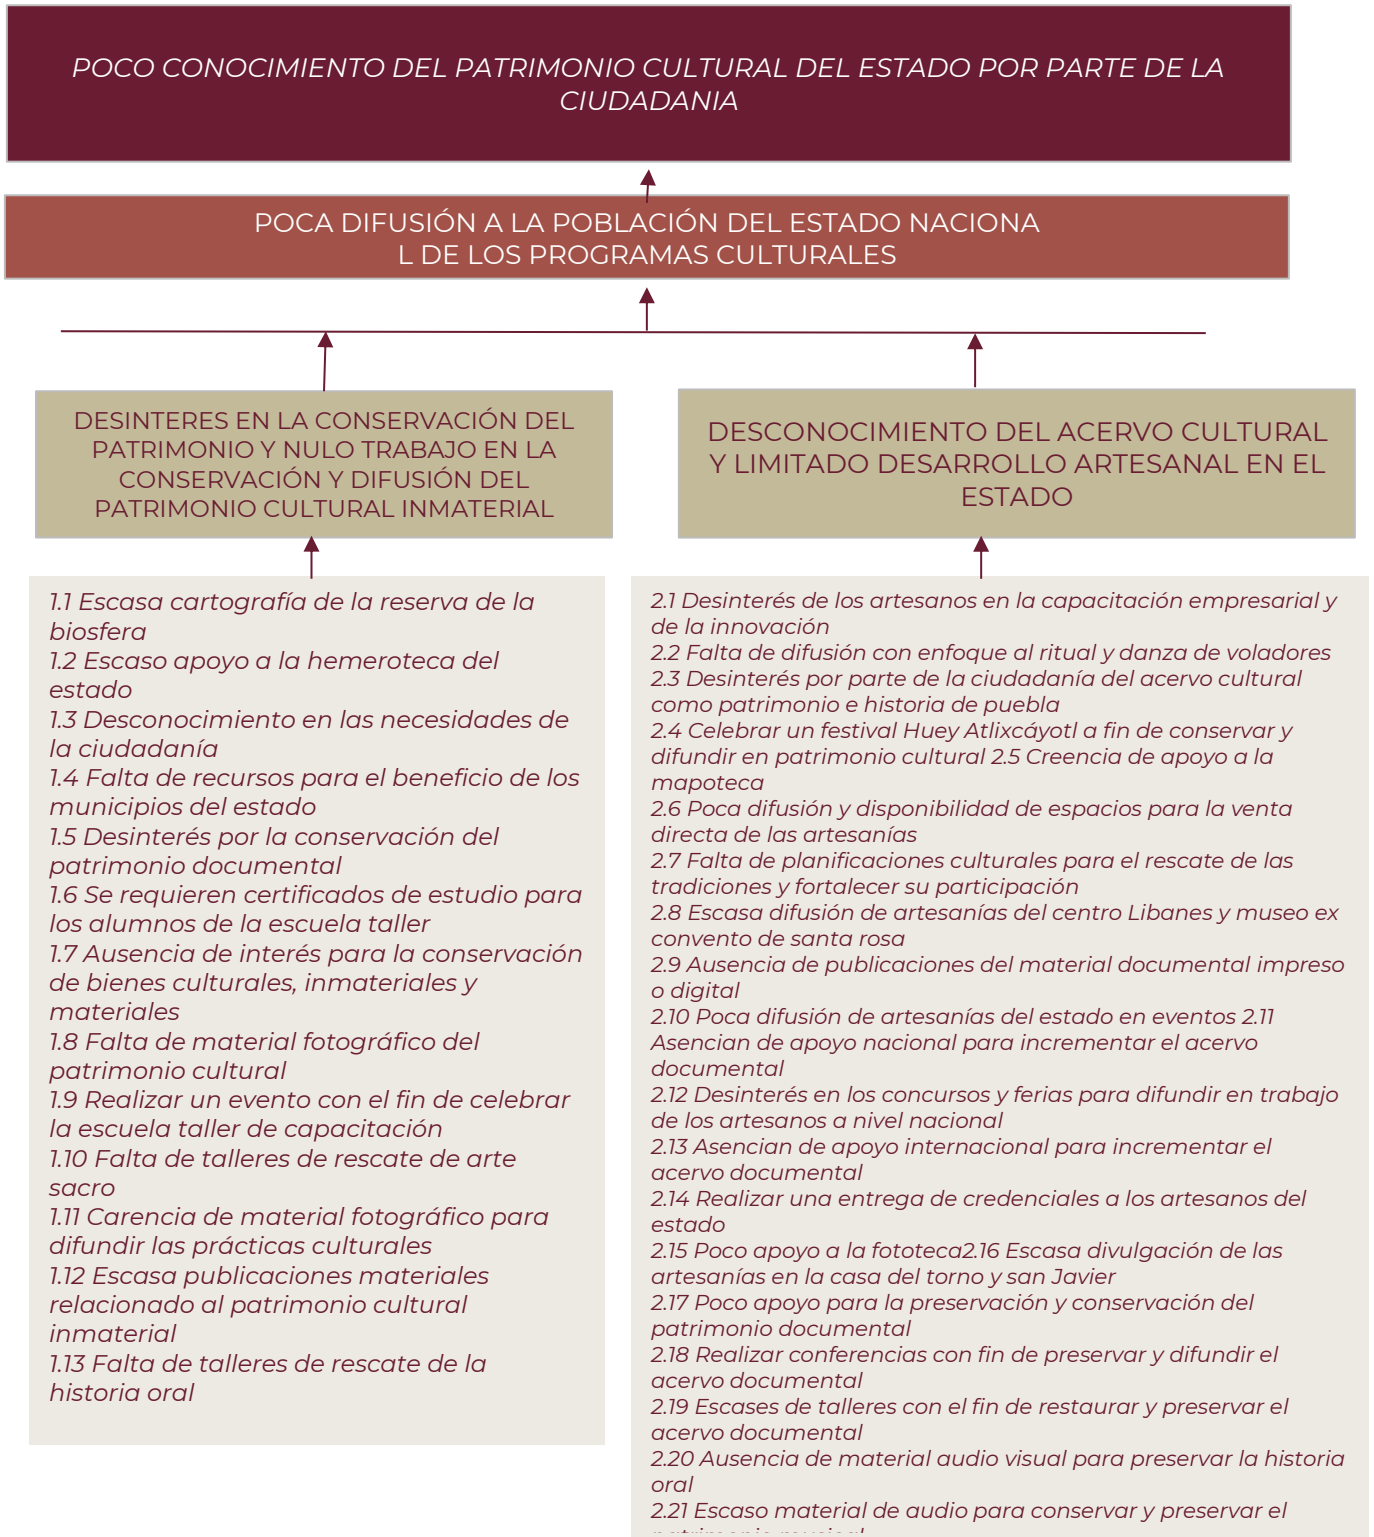 POCO CONOCIMIENTO DEL PATRIMONIO CULTURAL DEL ESTADO POR PARTE DE LA
CIUDADANIA
POCA DIFUSIÓN A LA POBLACIÓN DEL ESTADO NACIONA
L DE LOS PROGRAMAS CULTURALES
DESINTERES EN LA CONSERVACIÓN DEL
PATRIMONIO Y NULO TRABAJO EN LA
CONSERVACIÓN Y DIFUSIÓN DEL
PATRIMONIO CULTURAL INMATERIAL
DESCONOCIMIENTO DEL ACERVO CULTURAL
Y LIMITADO DESARROLLO ARTESANAL EN EL
ESTADO
1.1 Escasa cartografía de la reserva de la
biosfera
1.2 Escaso apoyo a la hemeroteca del
estado
1.3 Desconocimiento en las necesidades de
la ciudadanía
1.4 Falta de recursos para el beneficio de los
municipios del estado
1.5 Desinterés por la conservación del
patrimonio documental
1.6 Se requieren certificados de estudio para
los alumnos de la escuela taller
1.7 Ausencia de interés para la conservación
de bienes culturales, inmateriales y
materiales
1.8 Falta de material fotográfico del
patrimonio cultural
1.9 Realizar un evento con el fin de celebrar
la escuela taller de capacitación
1.10 Falta de talleres de rescate de arte
sacro
1.11 Carencia de material fotográfico para
difundir las prácticas culturales
1.12 Escasa publicaciones materiales
relacionado al patrimonio cultural
inmaterial
1.13 Falta de talleres de rescate de la
historia oral
2.1 Desinterés de los artesanos en la capacitación empresarial y
de la innovación
2.2 Falta de difusión con enfoque al ritual y danza de voladores
2.3 Desinterés por parte de la ciudadanía del acervo cultural
como patrimonio e historia de puebla
2.4 Celebrar un festival Huey Atlixcáyotl a fin de conservar y
difundir en patrimonio cultural 2.5 Creencia de apoyo a la
mapoteca
2.6 Poca difusión y disponibilidad de espacios para la venta
directa de las artesanías
2.7 Falta de planificaciones culturales para el rescate de las
tradiciones y fortalecer su participación
2.8 Escasa difusión de artesanías del centro Libanes y museo ex
convento de santa rosa
2.9 Ausencia de publicaciones del material documental impreso
o digital
2.10 Poca difusión de artesanías del estado en eventos 2.11
Asencian de apoyo nacional para incrementar el acervo
documental
2.12 Desinterés en los concursos y ferias para difundir en trabajo
de los artesanos a nivel nacional
2.13 Asencian de apoyo internacional para incrementar el
acervo documental
2.14 Realizar una entrega de credenciales a los artesanos del
estado
2.15 Poco apoyo a la fototeca2.16 Escasa divulgación de las
artesanías en la casa del torno y san Javier
2.17 Poco apoyo para la preservación y conservación del
patrimonio documental
2.18 Realizar conferencias con fin de preservar y difundir el
acervo documental
2.19 Escases de talleres con el fin de restaurar y preservar el
acervo documental
2.20 Ausencia de material audio visual para preservar la historia
oral
2.21 Escaso material de audio para conservar y preservar el